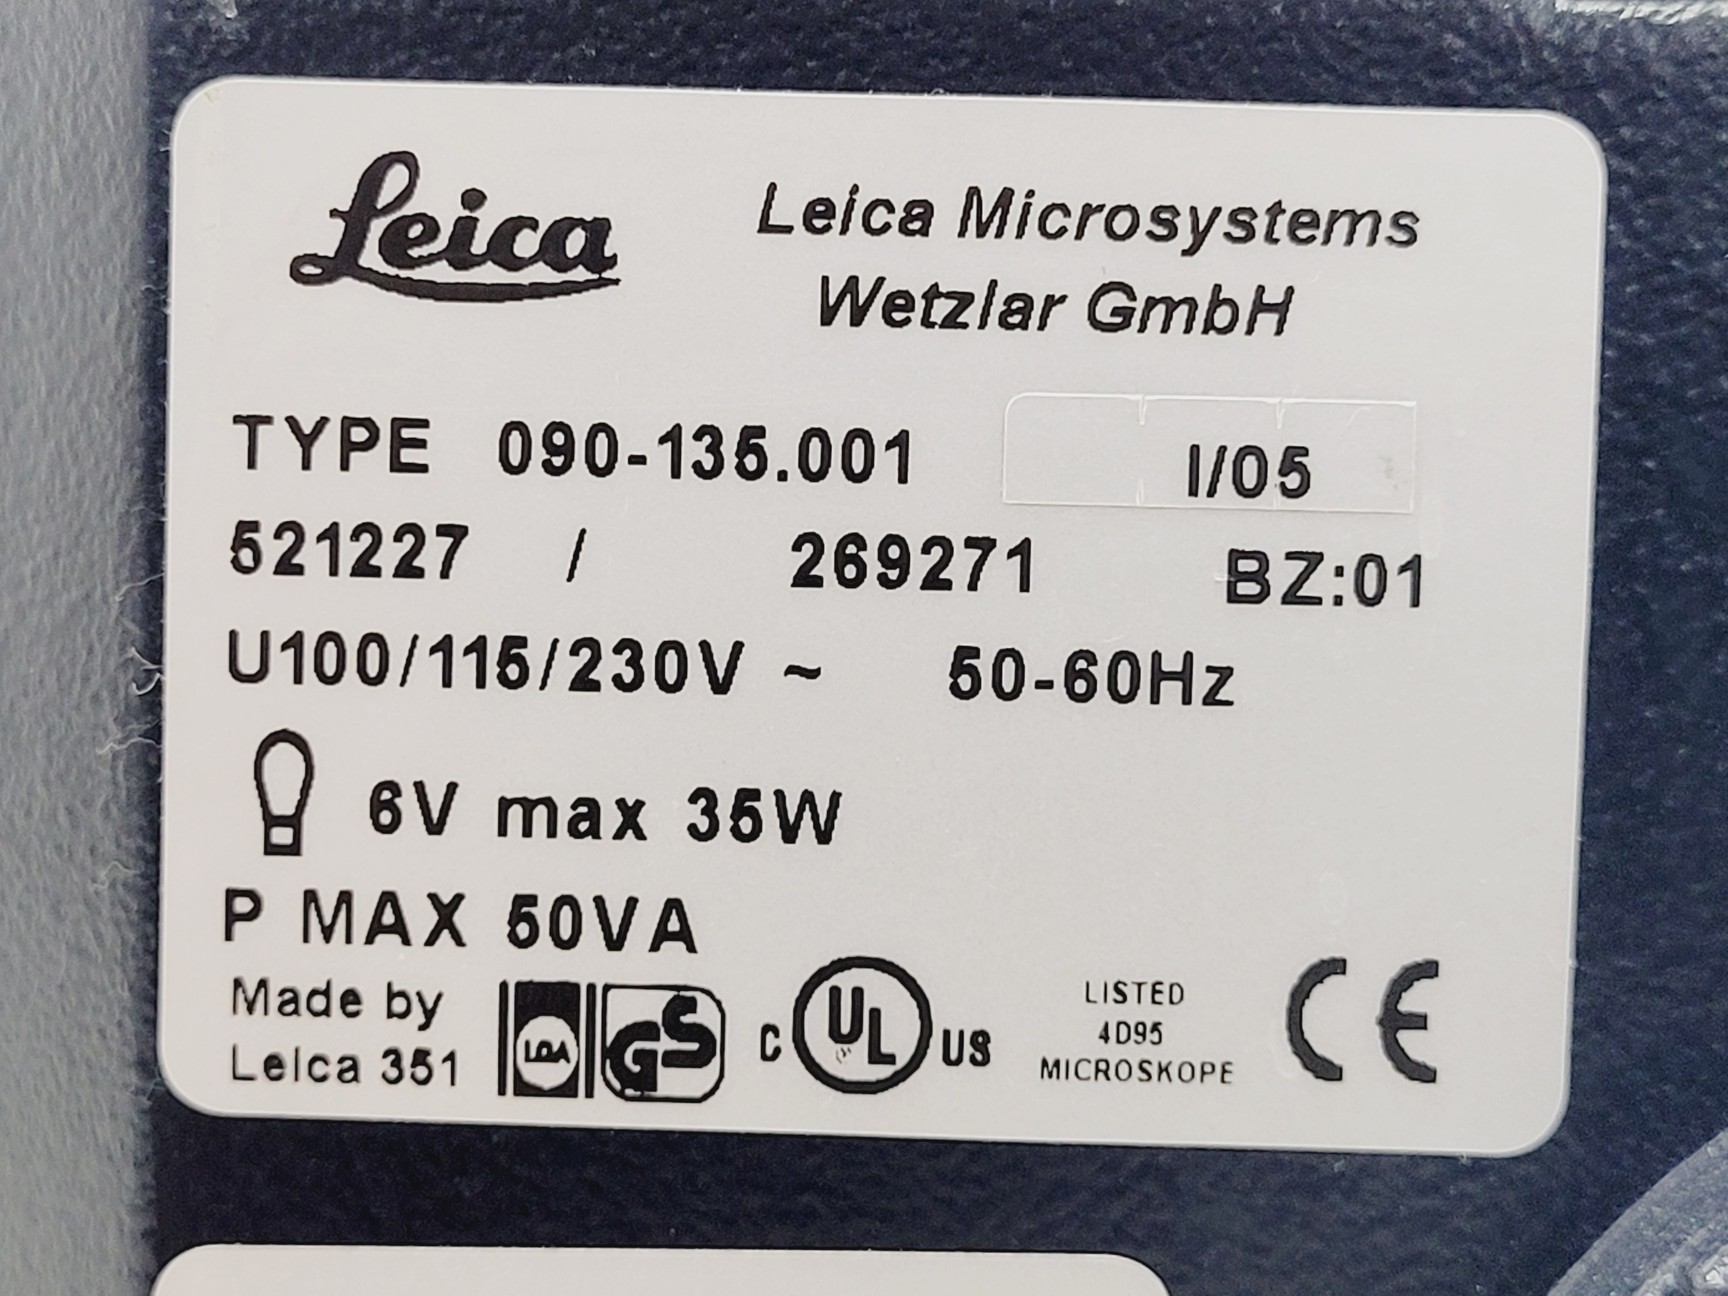 Leica
Leica Microsystems
Wetzlar GmbH
TYPE 090-135.001 I/05
521227 / 269271 BZ:01
U100/115/230V ~ 50-60Hz
6V max 35W
P MAX 50VA
Made by
Leica 351
LGA
GS
C UL US
LISTED
4D95
MICROSKOPE
CE